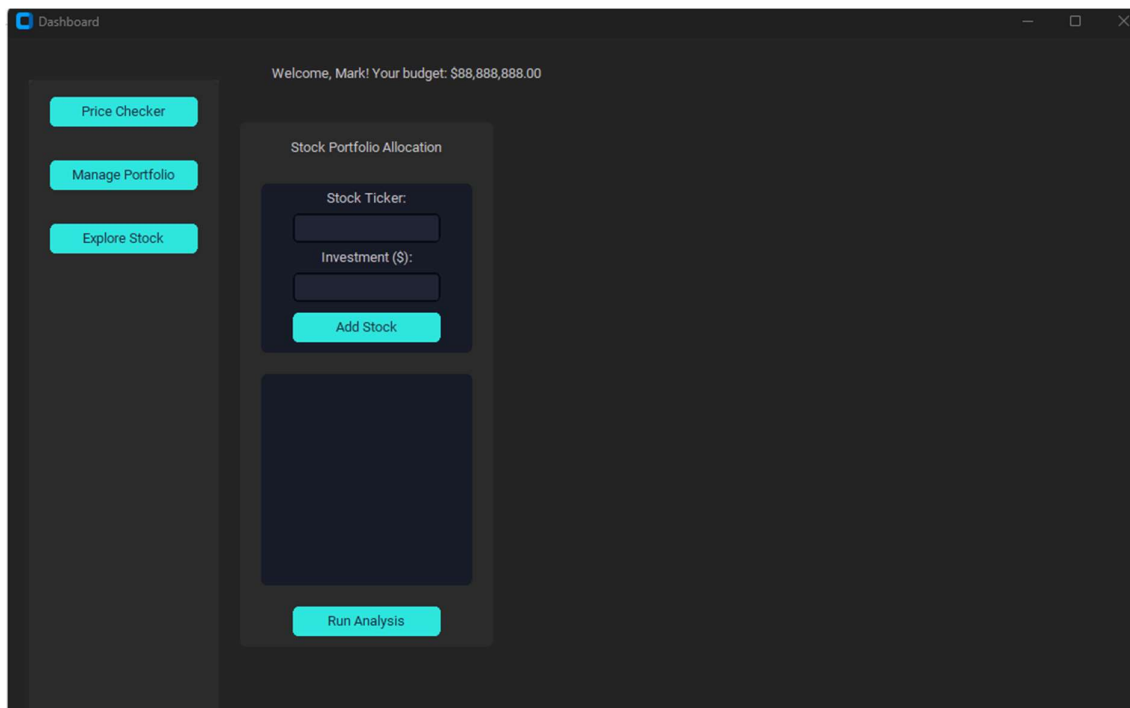 Dashboard
Welcome, Mark! Your budget: $88,888,888.00
Price Checker
Manage Portfolio
Explore Stock
Stock Portfolio Allocation
Stock Ticker:
Investment ($):
Add Stock
Run Analysis